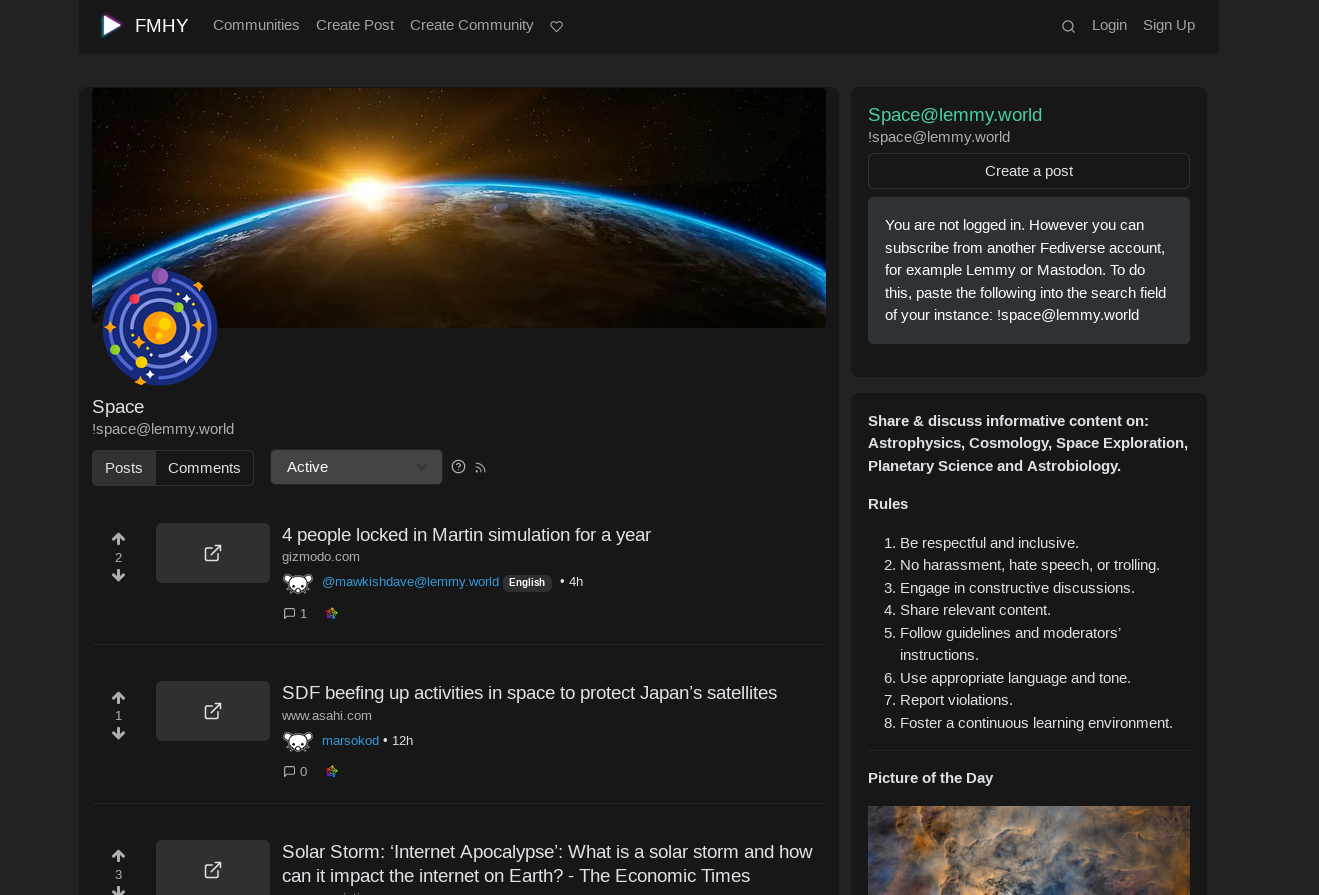 FMHY
Communities
Create Post
Create Community
Login
Sign Up
Space
!space@lemmy.world
Posts
Comments
Active
4 people locked in Martin simulation for a year
gizmodo.com
@mawkishdave@lemmy.world English • 4h
2
1
SDF beefing up activities in space to protect Japan’s satellites
www.asahi.com
marsokod • 12h
1
0
Solar Storm: ‘Internet Apocalypse’: What is a solar storm and how
can it impact the internet on Earth? - The Economic Times
3
Space@lemmy.world
!space@lemmy.world
Create a post
You are not logged in. However you can
subscribe from another Fediverse account,
for example Lemmy or Mastodon. To do
this, paste the following into the search field
of your instance: !space@lemmy.world
Share & discuss informative content on:
Astrophysics, Cosmology, Space Exploration,
Planetary Science and Astrobiology.
Rules
1. Be respectful and inclusive.
2. No harassment, hate speech, or trolling.
3. Engage in constructive discussions.
4. Share relevant content.
5. Follow guidelines and moderators’
instructions.
6. Use appropriate language and tone.
7. Report violations.
8. Foster a continuous learning environment.
Picture of the Day